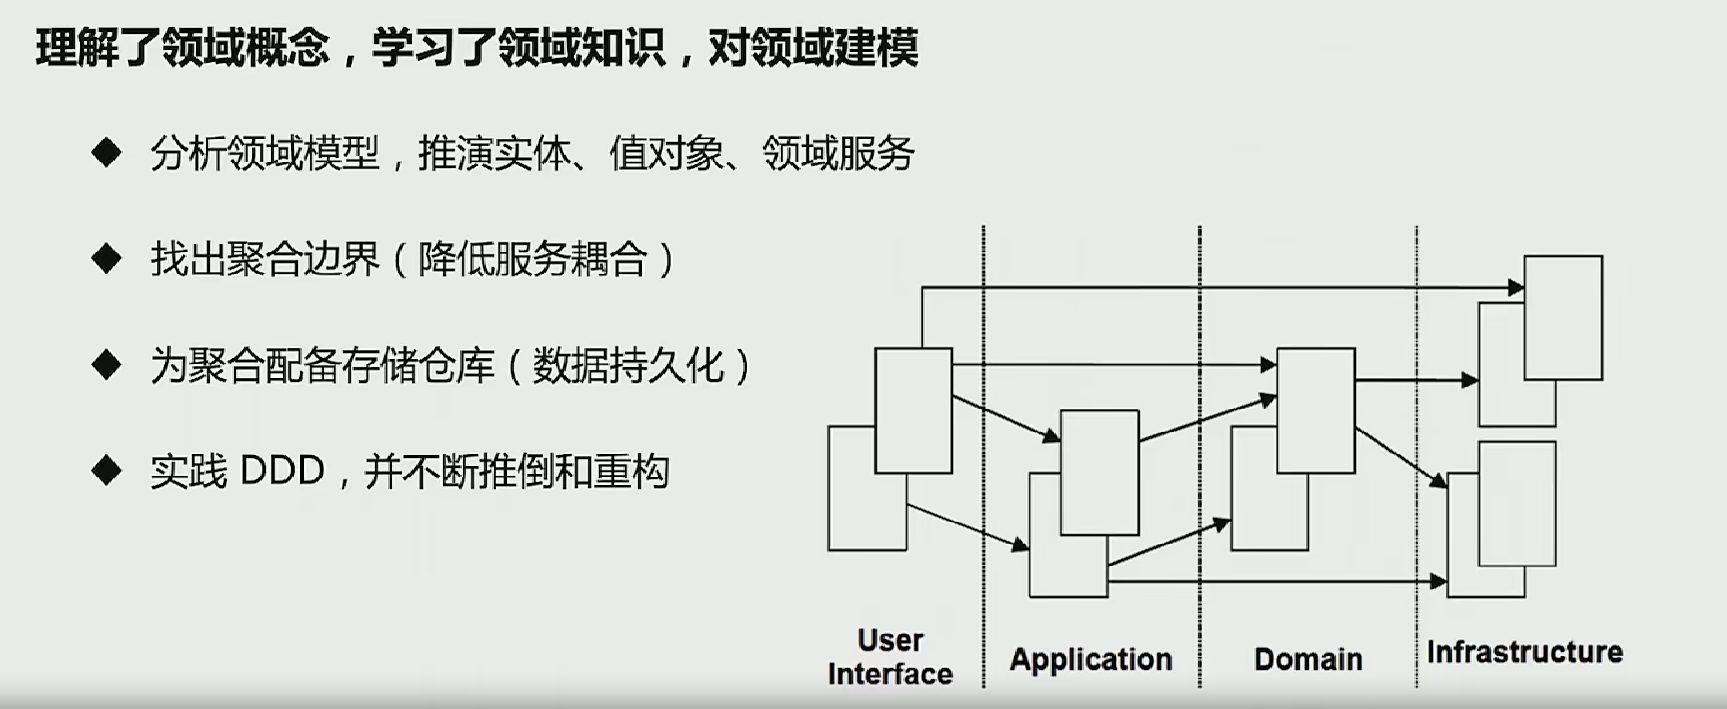 理解了领域概念，学习了领域知识，对领域建模
◆ 分析领域模型，推演实体、值对象、领域服务
◆ 找出聚合边界（降低服务耦合）
◆ 为聚合配备存储仓库（数据持久化）
◆ 实践 DDD，并不断推倒和重构
User
Interface
Application
Domain
Infrastructure